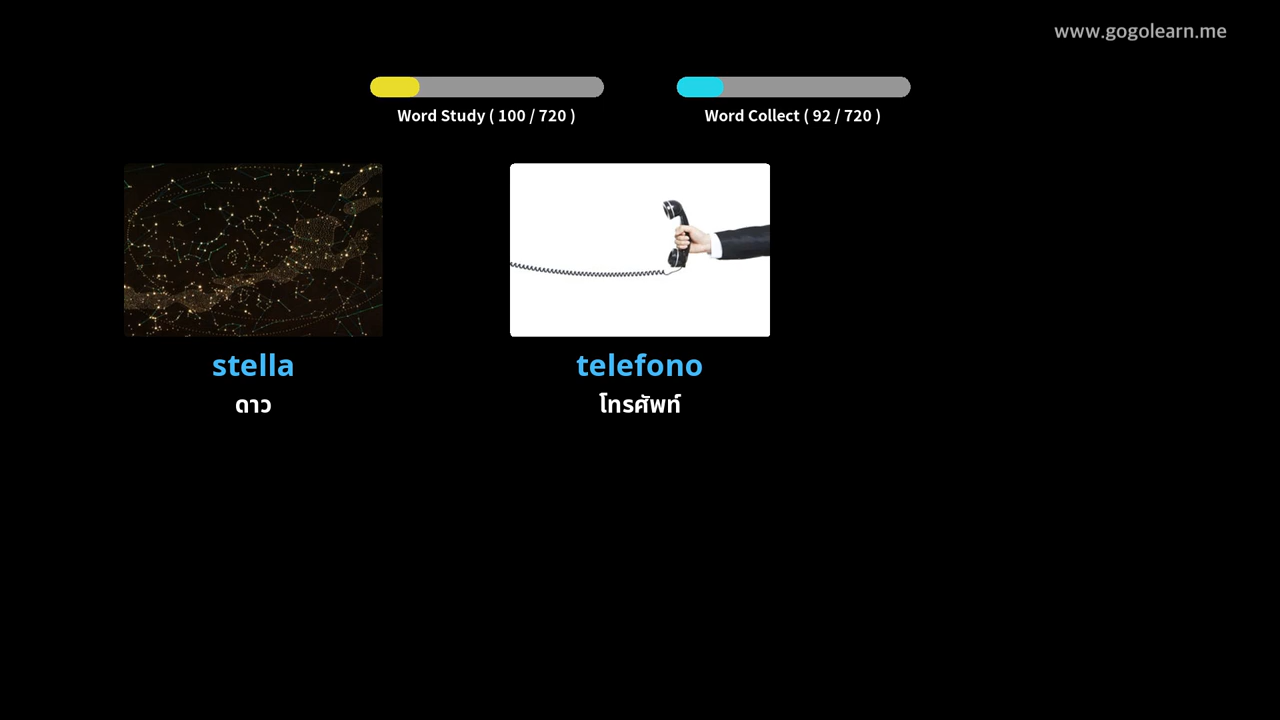 www.gogolearn.me
Word Study ( 100 / 720 )
Word Collect ( 92 / 720 )
stella
ดาว
telefono
โทรศัพท์